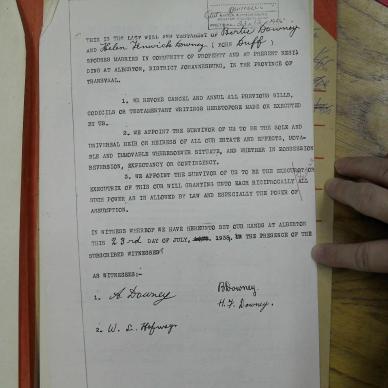 THIS IS THE LAST WILL AND TESTAMENT OF Bertie Downey
AND Helen Fenwick Downey (BORN Duff)
SPOUSES MARRIED IN COMMUNITY OF PROPERTY AND AT PRESENT RESI-
DING AT ALBERTON, DISTRICT JOHANNESBURG, IN THE PROVINCE OF
TRANSVAAL.
1. WE REVOKE CANCEL AND ANNUL ALL PREVIOUS WILLS,
CODICILS OR TESTAMENTARY WRITINGS HERETOFORE MADE OR EXECUTED
BY US.
2. WE APPOINT THE SURVIVOR OF US TO BE THE SOLE AND
UNIVERSAL HEIR OR HEIRESS OF ALL OUR ESTATE AND EFFECTS, MOVA-
BLE AND IMMOVABLE WHERESOEVER SITUATE, AND WHETHER IN POSSESSION
REVERSION, EXPECTANCY OR CONTINGENCY.
3. WE APPOINT THE SURVIVOR OF US TO BE THE EXECUTOR OR
EXECUTRIX OF THIS OUR WILL GRANTING UNTO EACH RECIPROCALLY ALL
SUCH POWER AS IS ALLOWED BY LAW AND ESPECIALLY THE POWER OF
ASSUMPTION.
IN WITNESS WHEREOF WE HAVE HEREUNTO SET OUR HANDS AT ALBERTON
THIS 23rd DAY OF JULY, 1938, IN THE PRESENCE OF THE
SUBSCRIBED WITNESSES
AS WITNESSES:-
1. A. Downey
B Downey.
H. F. Downey.
2. W. L.